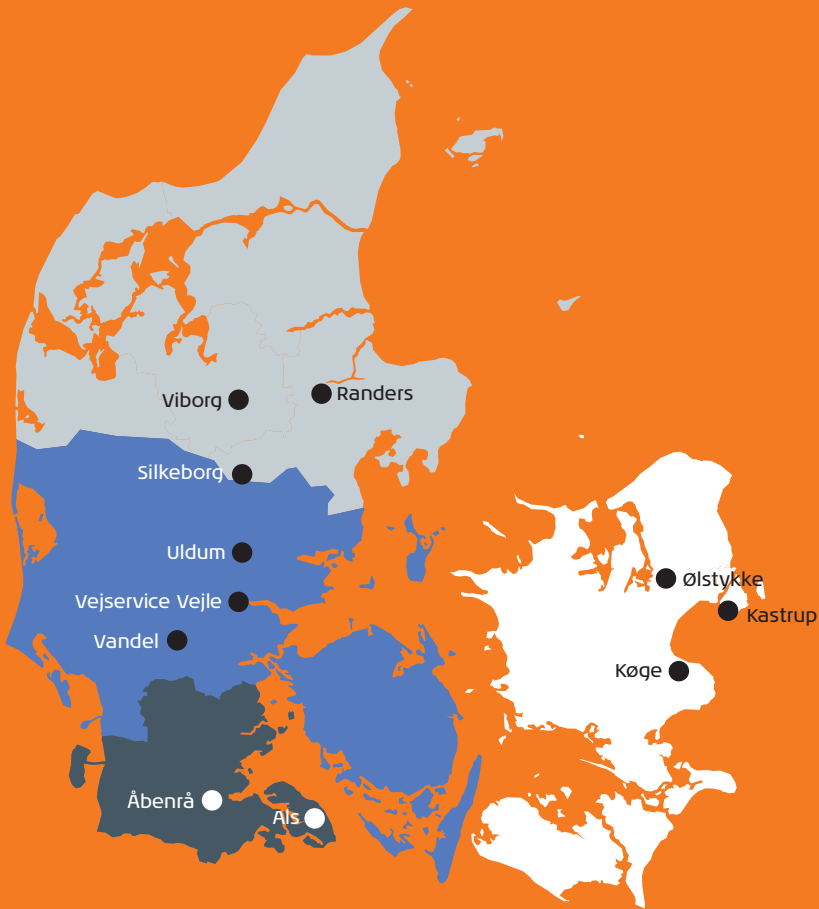 Viborg
Randers
Silkeborg
Uldum
Ølstykke
Vejservice Vejle
Kastrup
Vandel
Køge
Åbenrå
Als